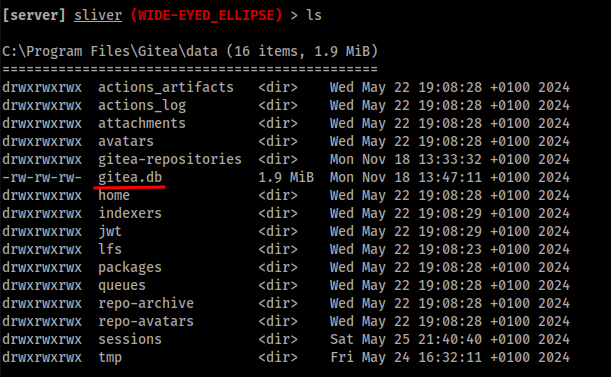 [server] sliver (WIDE-EYED_ELLIPSE) > ls
C:\Program Files\Gitea\data (16 items, 1.9 MiB)
===============================================
drwxrwxrwx  actions_artifacts   <dir>    Wed May 22 19:08:28 +0100 2024
drwxrwxrwx  actions_log         <dir>    Wed May 22 19:08:28 +0100 2024
drwxrwxrwx  attachments         <dir>    Wed May 22 19:08:28 +0100 2024
drwxrwxrwx  avatars             <dir>    Wed May 22 19:08:28 +0100 2024
drwxrwxrwx  gitea-repositories  <dir>    Mon Nov 18 13:33:32 +0100 2024
-rw-rw-rw-  gitea.db            1.9 MiB  Mon Nov 18 13:47:11 +0100 2024
drwxrwxrwx  home                <dir>    Wed May 22 19:08:28 +0100 2024
drwxrwxrwx  indexers            <dir>    Wed May 22 19:08:29 +0100 2024
drwxrwxrwx  jwt                 <dir>    Wed May 22 19:08:29 +0100 2024
drwxrwxrwx  lfs                 <dir>    Wed May 22 19:08:23 +0100 2024
drwxrwxrwx  packages            <dir>    Wed May 22 19:08:28 +0100 2024
drwxrwxrwx  queues              <dir>    Wed May 22 19:08:28 +0100 2024
drwxrwxrwx  repo-archive        <dir>    Wed May 22 19:08:28 +0100 2024
drwxrwxrwx  repo-avatars        <dir>    Wed May 22 19:08:28 +0100 2024
drwxrwxrwx  sessions            <dir>    Sat May 25 21:40:40 +0100 2024
drwxrwxrwx  tmp                 <dir>    Fri May 24 16:32:11 +0100 2024